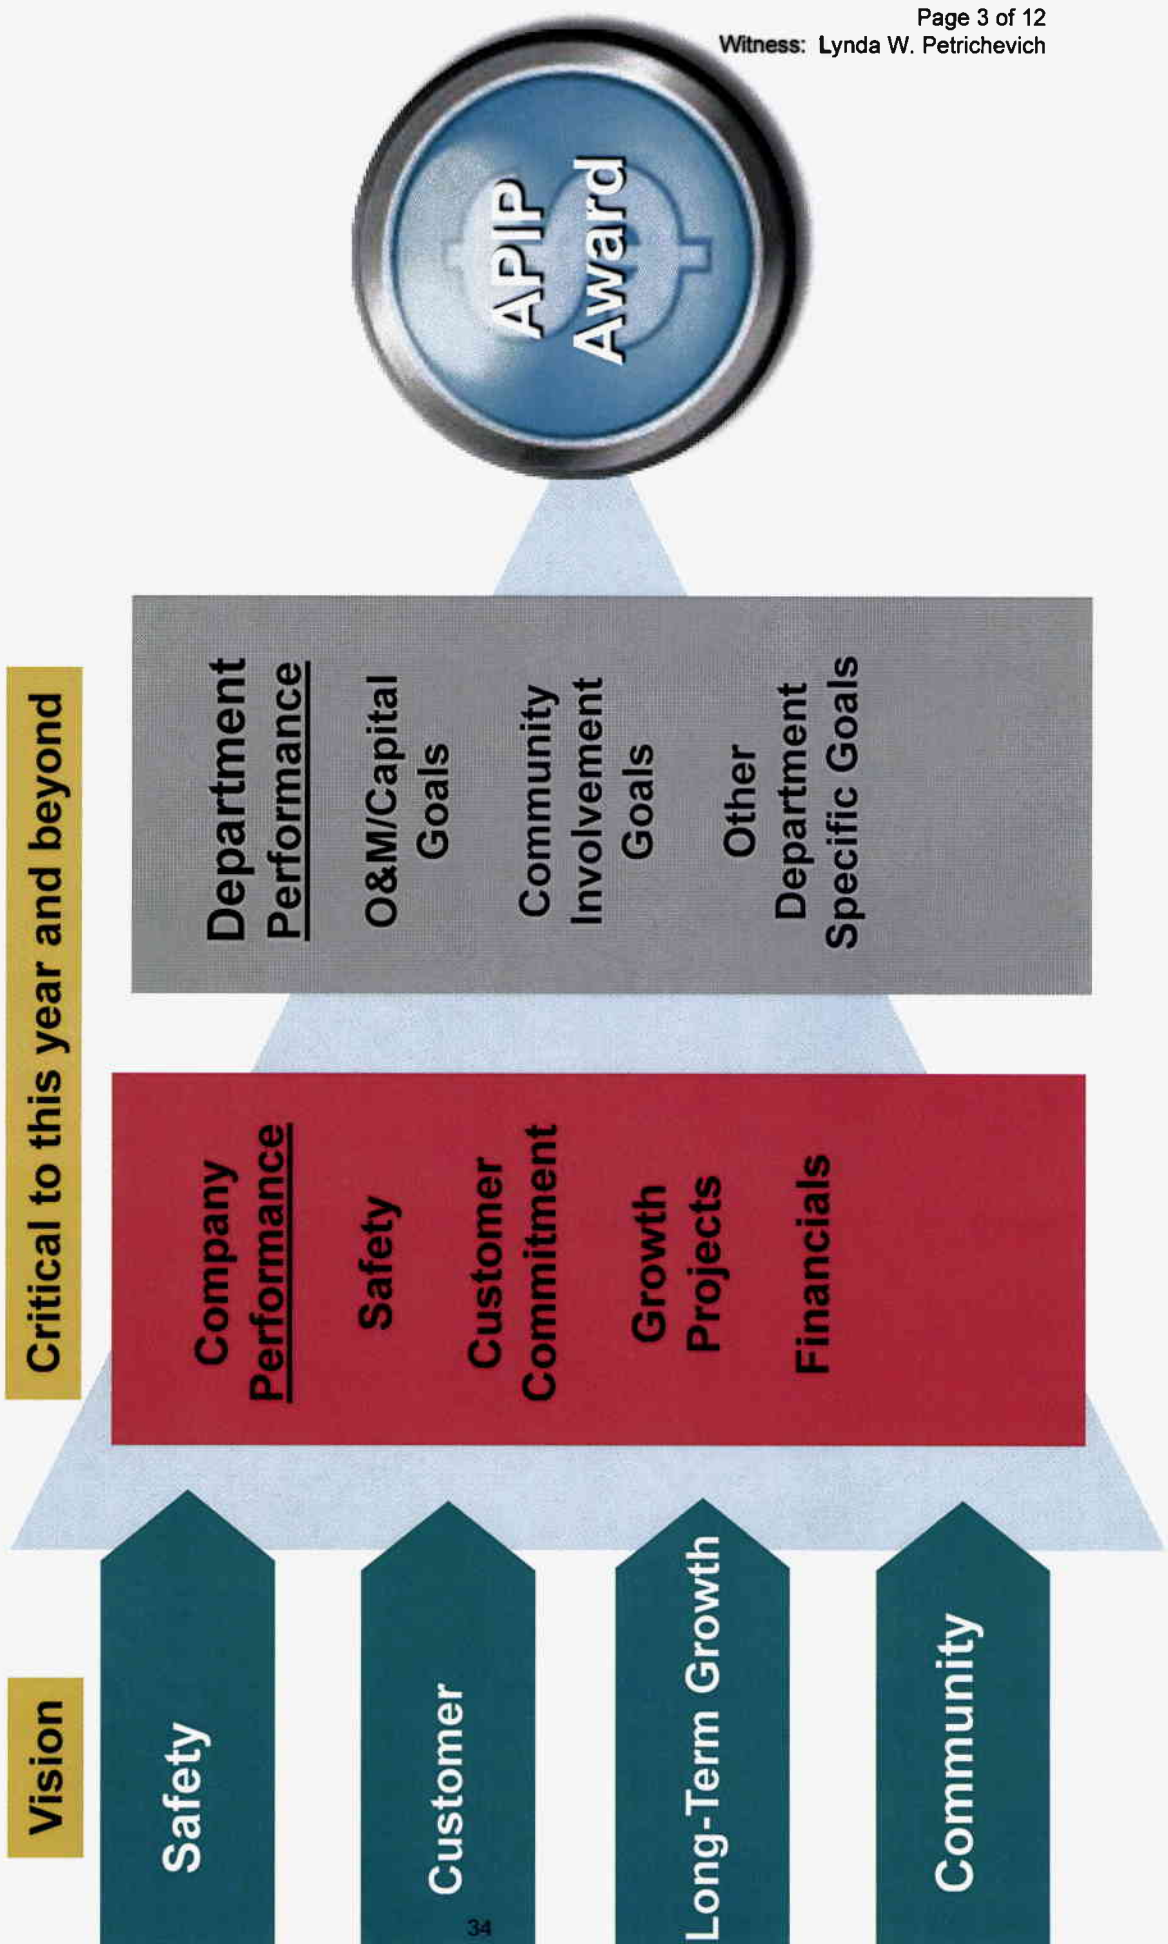 Page 3 of 12
Witness: Lynda W. Petrichevich
Vision
Critical to this year and beyond
Safety
Customer
Long-Term Growth
Community
Company
Performance
Safety
Customer
Commitment
Growth
Projects
Financials
Department
Performance
O&M/Capital
Goals
Community
Involvement
Goals
Other
Department
Specific Goals
$
APIP
Award
34